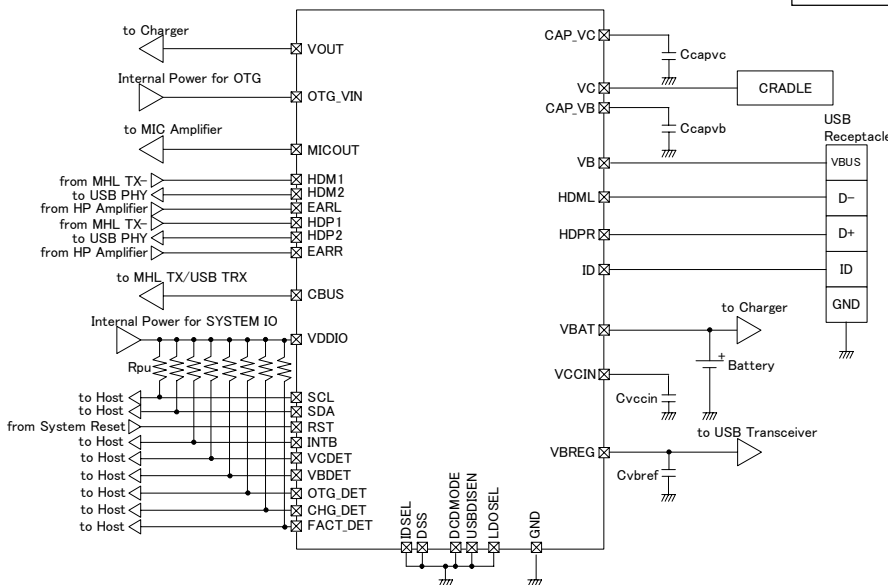 to Charger
VOUT
Internal Power for OTG
OTG_VIN
to MIC Amplifier
MICOUT
from MHL TX-
HDM1
to USB PHY
HDM2
from HP Amplifier
EARL
from MHL TX-
HDP1
to USB PHY
HDP2
from HP Amplifier
EARR
to MHL TX/USB TRX
CBUS
Internal Power for SYSTEM IO
VDDIO
Rpu
to Host
SCL
to Host
SDA
from System Reset
RST
to Host
INTB
to Host
VCDET
to Host
VBDET
to Host
OTG_DET
to Host
CHG_DET
to Host
FACT_DET
IDSEL
DSS
DCDMODE
USBDISEN
LDOSEL
GND
CAP_VC
Ccapvc
VC
CRADLE
CAP_VB
Ccapvb
USB
Receptacle
VB
VBUS
HDML
D-
HDPR
D+
ID
ID
GND
to Charger
VBAT
+
Battery
VCCIN
Cvccin
to USB Transceiver
VBREG
Cvbref